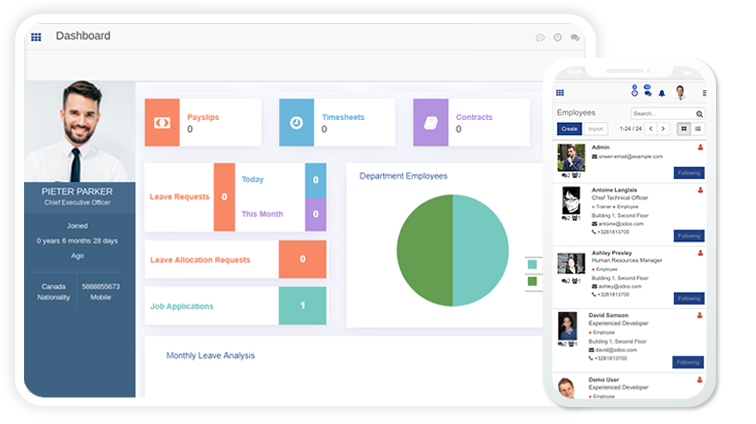 Dashboard
Payslips
0
Timesheets
0
Contracts
0
PIETER PARKER
Chief Executive Officer
Joined
0 years 6 months 28 days
Ago
Canada
Nationality
5888855673
Mobile
Leave Requests
0
Today
0
This Month
0
Leave Allocation Requests
0
Job Applications
1
Department Employees
Monthly Leave Analysis
Employees
Search...
Create
Import
1-24 / 24
Admin
onwer-email@example.com
Following
Antoine Langlais
Chief Technical Officer
Trainer Employee
Building 1, Second Floor
antoine@odoo.com
+3281813700
Following
Ashley Presley
Human Resources Manager
Employee
Building 1, Second Floor
ashley@odoo.com
+3281813700
Following
David Samson
Experienced Developer
Employee
Building 1, Second Floor
david@odoo.com
+3281813700
Following
Demo User
Experienced Developer
Employee